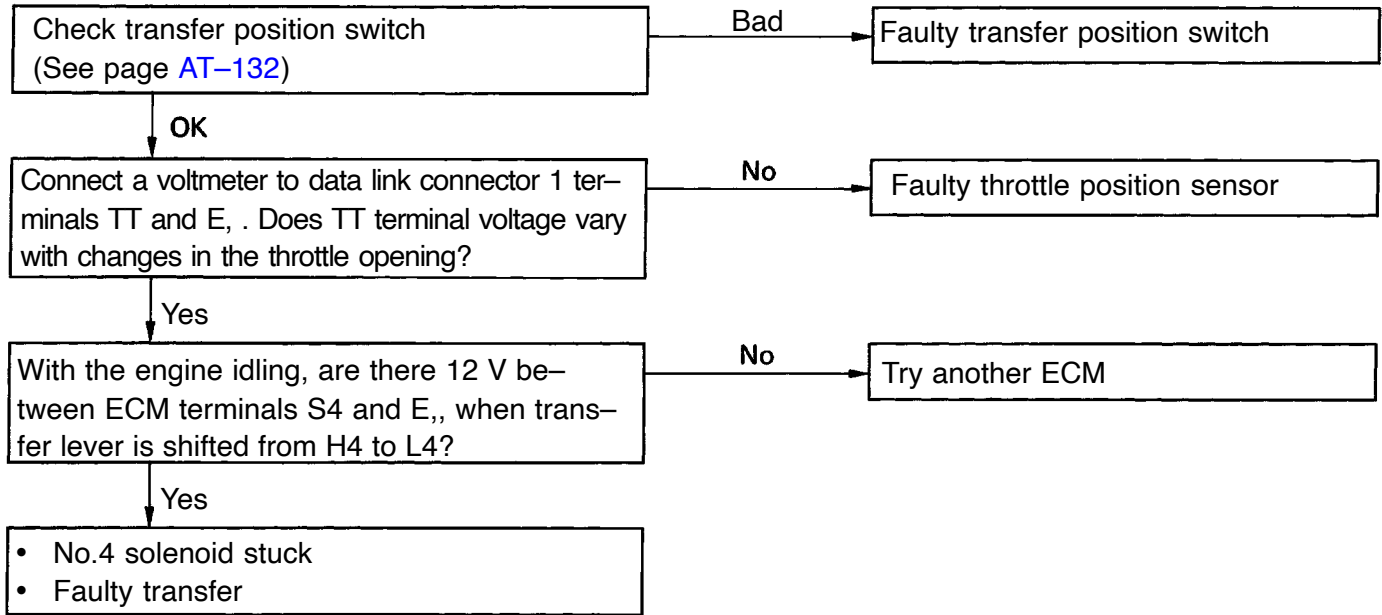 Check transfer position switch
(See page AT–132)
Bad
Faulty transfer position switch
OK
Connect a voltmeter to data link connector 1 ter–
minals TT and E, . Does TT terminal voltage vary
with changes in the throttle opening?
No
Faulty throttle position sensor
Yes
With the engine idling, are there 12 V be–
tween ECM terminals S4 and E,, when trans–
fer lever is shifted from H4 to L4?
No
Try another ECM
Yes
• No.4 solenoid stuck
• Faulty transfer